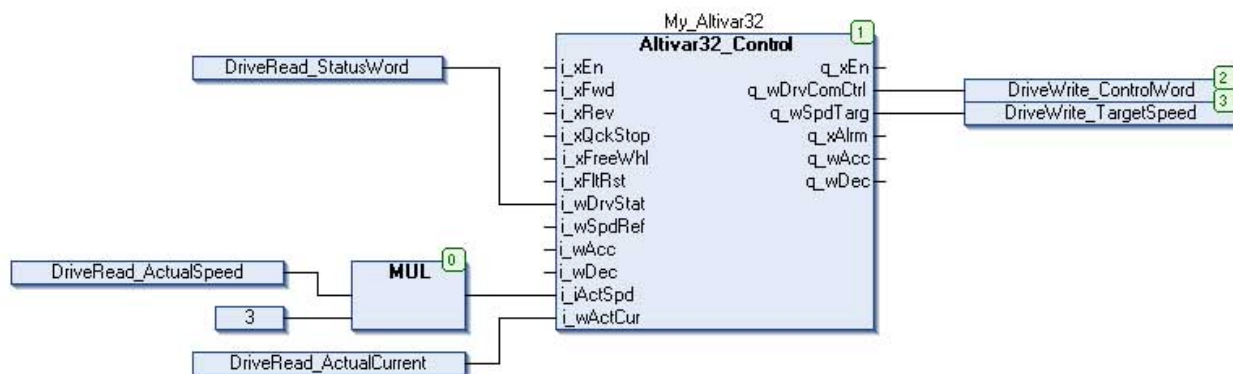 My_Altivar32
1
Altivar32_Control
DriveRead_StatusWord
i_xEn
q_xEn
i_xFwd
q_wDrvComCtrl
2
DriveWrite_ControlWord
i_xRev
q_wSpdTarg
3
DriveWrite_TargetSpeed
i_xQckStop
q_xAlrm
i_xFreeWhl
q_wAcc
i_xFltRst
q_wDec
i_wDrvStat
i_wSpdRef
i_wAcc
DriveRead_ActualSpeed
MUL
0
i_wDec
i_iActSpd
3
i_wActCur
DriveRead_ActualCurrent